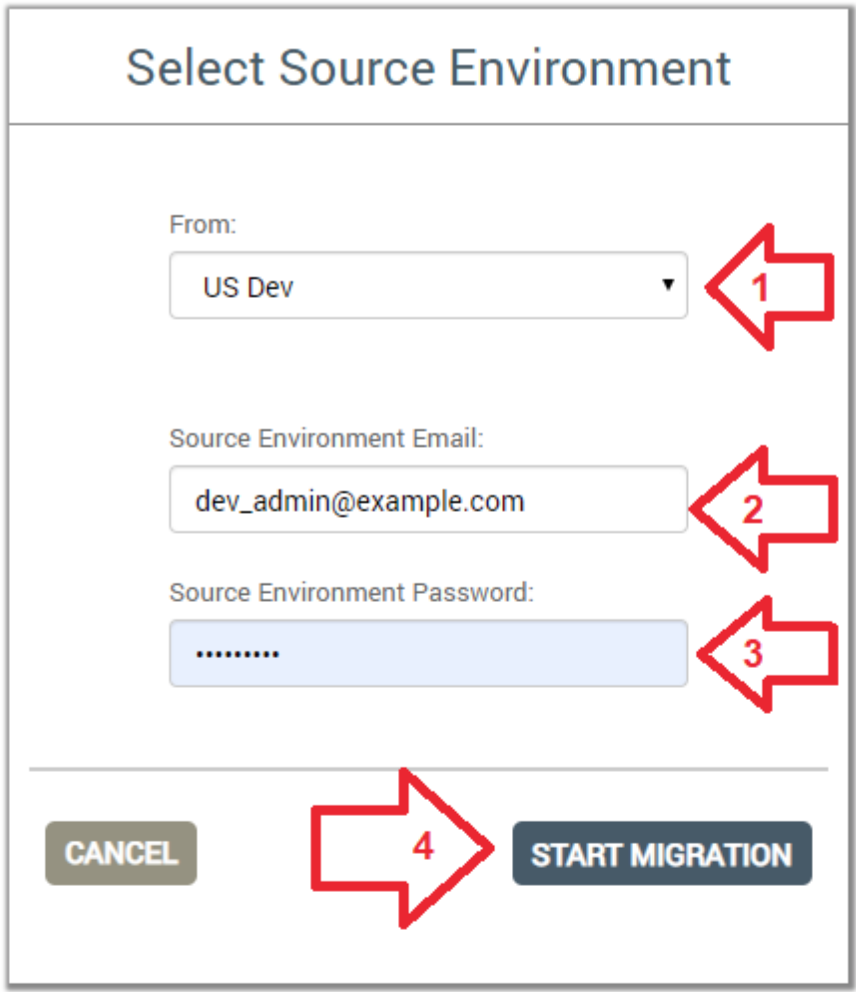 Select Source Environment
From:
US Dev
1
Source Environment Email:
dev_admin@example.com
2
Source Environment Password:
•••••••••
3
CANCEL
4
START MIGRATION